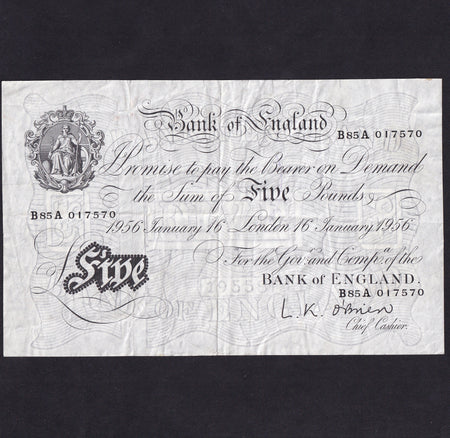 Bank of England
B85A 017570
I Promise to pay the Bearer on Demand
the Sum of Five Pounds
B85A 017570
1956 January 16 London 16 January 1956
For the Gov.r and Comp.a of the
£Five
BANK of ENGLAND.
B85A 017570
L. K. O'Brien
Chief Cashier.